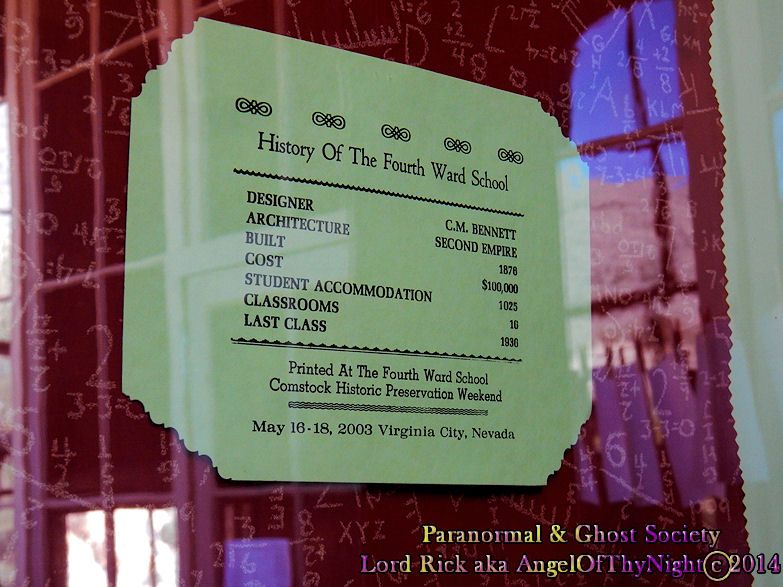 History Of The Fourth Ward School
DESIGNER C.M. BENNETT
ARCHITECTURE SECOND EMPIRE
BUILT 1876
COST $100,000
STUDENT ACCOMMODATION 1025
CLASSROOMS 16
LAST CLASS 1936
Printed At The Fourth Ward School
Comstock Historic Preservation Weekend
May 16-18, 2003 Virginia City, Nevada
XYZ
KLM
Paranormal & Ghost Society
Lord Rick aka AngelOfThyNight©2014